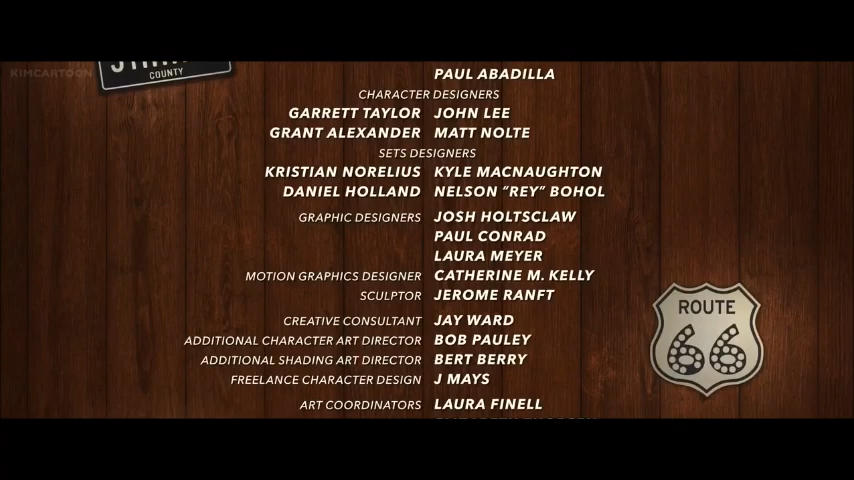 KIMCARTOON
COUNTY
PAUL ABADILLA
CHARACTER DESIGNERS
GARRETT TAYLOR JOHN LEE
GRANT ALEXANDER MATT NOLTE
SETS DESIGNERS
KRISTIAN NORELIUS KYLE MACNAUGHTON
DANIEL HOLLAND NELSON “REY” BOHOL
GRAPHIC DESIGNERS JOSH HOLTSCLAW
PAUL CONRAD
LAURA MEYER
MOTION GRAPHICS DESIGNER CATHERINE M. KELLY
SCULPTOR JEROME RANFT
CREATIVE CONSULTANT JAY WARD
ADDITIONAL CHARACTER ART DIRECTOR BOB PAULEY
ADDITIONAL SHADING ART DIRECTOR BERT BERRY
FREELANCE CHARACTER DESIGN J MAYS
ART COORDINATORS LAURA FINELL
ROUTE
66